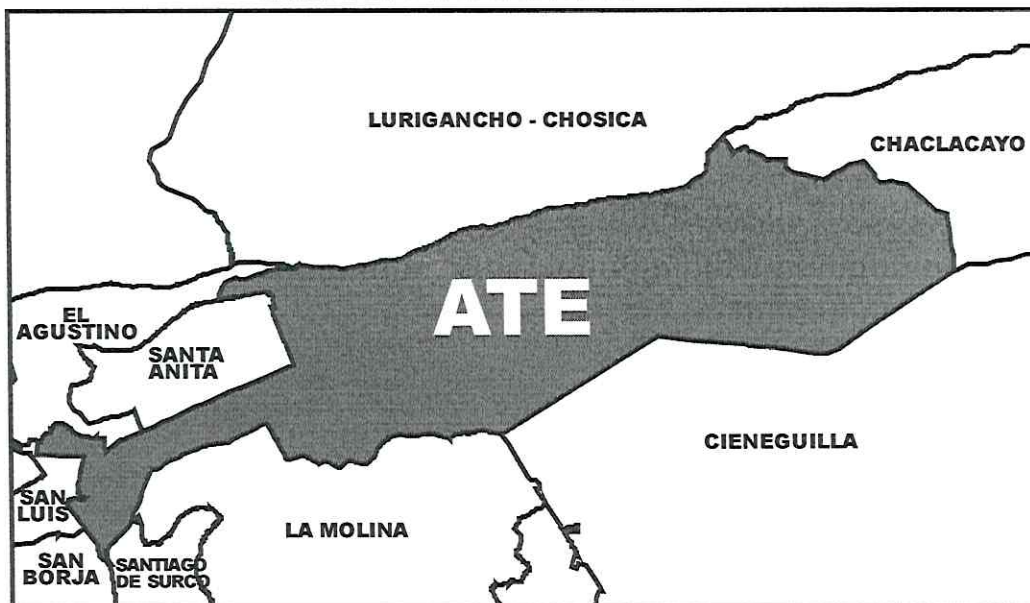 LURIGANCHO - CHOSICA
CHACLACAYO
ATE
EL
AGUSTINO
SANTA
ANITA
CIENEGUILLA
SAN
LUIS
LA MOLINA
SAN
BORJA
SANTIAGO
DE SURCO